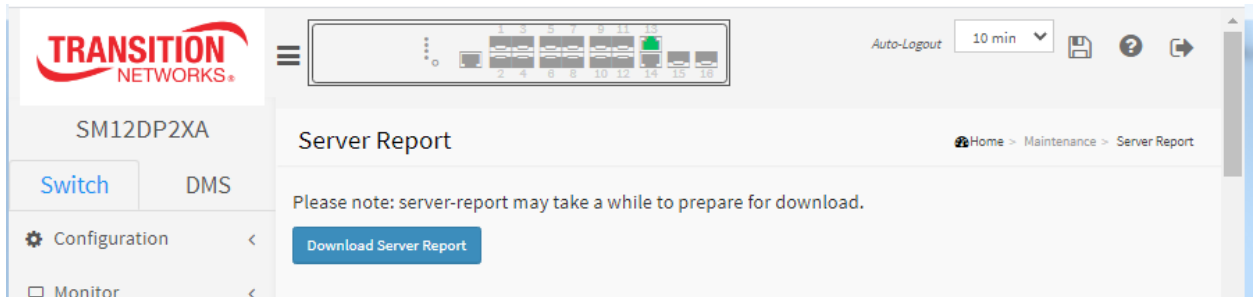 TRANSITION
NETWORKS®
1 3 5 7 9 11 13
2 4 6 8 10 12 14 15 16
Auto-Logout 10 min
SM12DP2XA
Server Report
Home > Maintenance > Server Report
Switch DMS
Please note: server-report may take a while to prepare for download.
Configuration <
Download Server Report
Monitor <